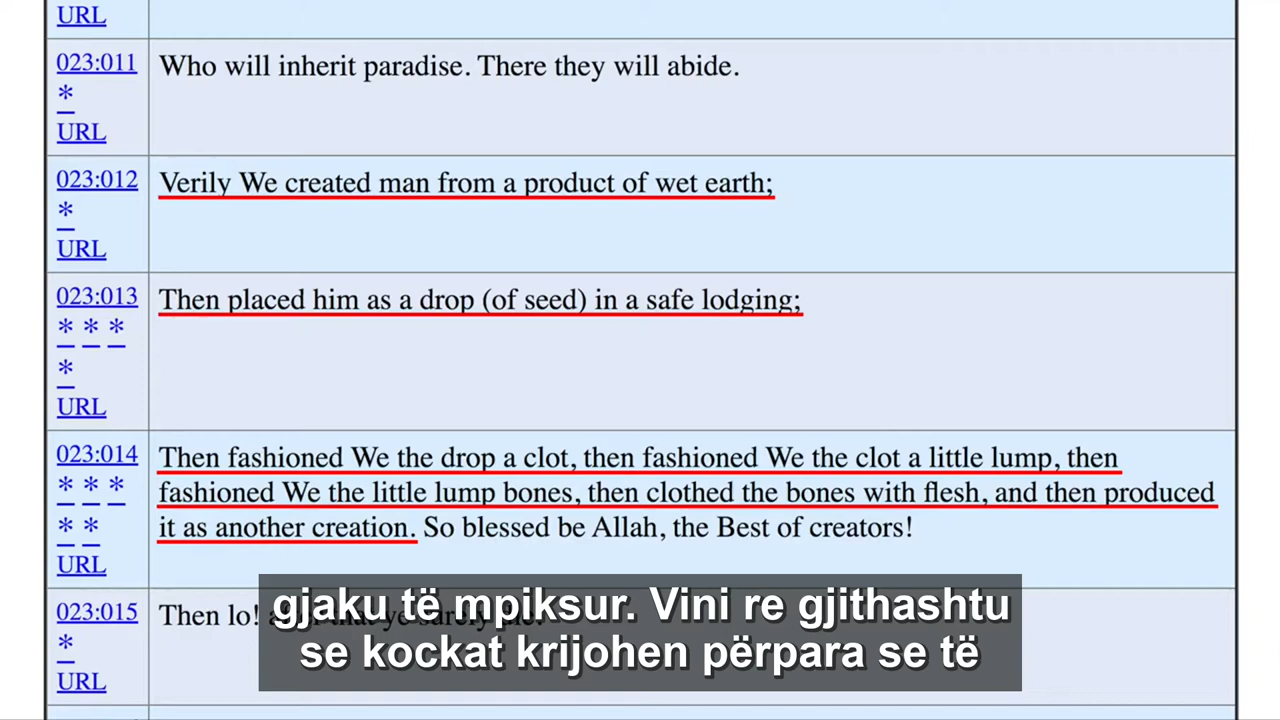 URL
023:011
*
URL
Who will inherit paradise. There they will abide.
023:012
*
URL
Verily We created man from a product of wet earth;
023:013
* * *
*
URL
Then placed him as a drop (of seed) in a safe lodging;
023:014
* * *
* *
URL
Then fashioned We the drop a clot, then fashioned We the clot a little lump, then
fashioned We the little lump bones, then clothed the bones with flesh, and then produced
it as another creation. So blessed be Allah, the Best of creators!
023:015
*
URL
Then lo! after that ye surely die.
gjaku të mpiksur. Vini re gjithashtu
se kockat krijohen përpara se të